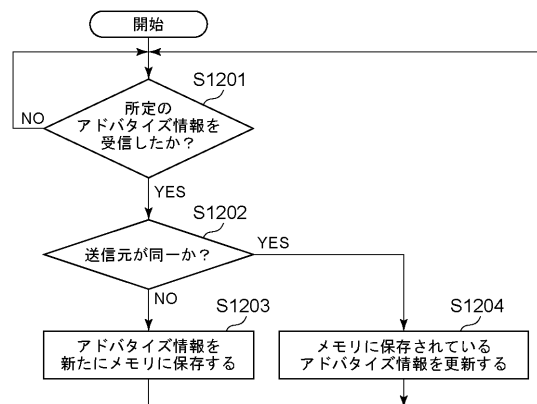 開始
S1201
所定の
アドバタイズ情報を
受信したか？
NO
YES
S1202
送信元が同一か？
YES
NO
S1203
アドバタイズ情報を
新たにメモリに保存する
S1204
メモリに保存されている
アドバタイズ情報を更新する